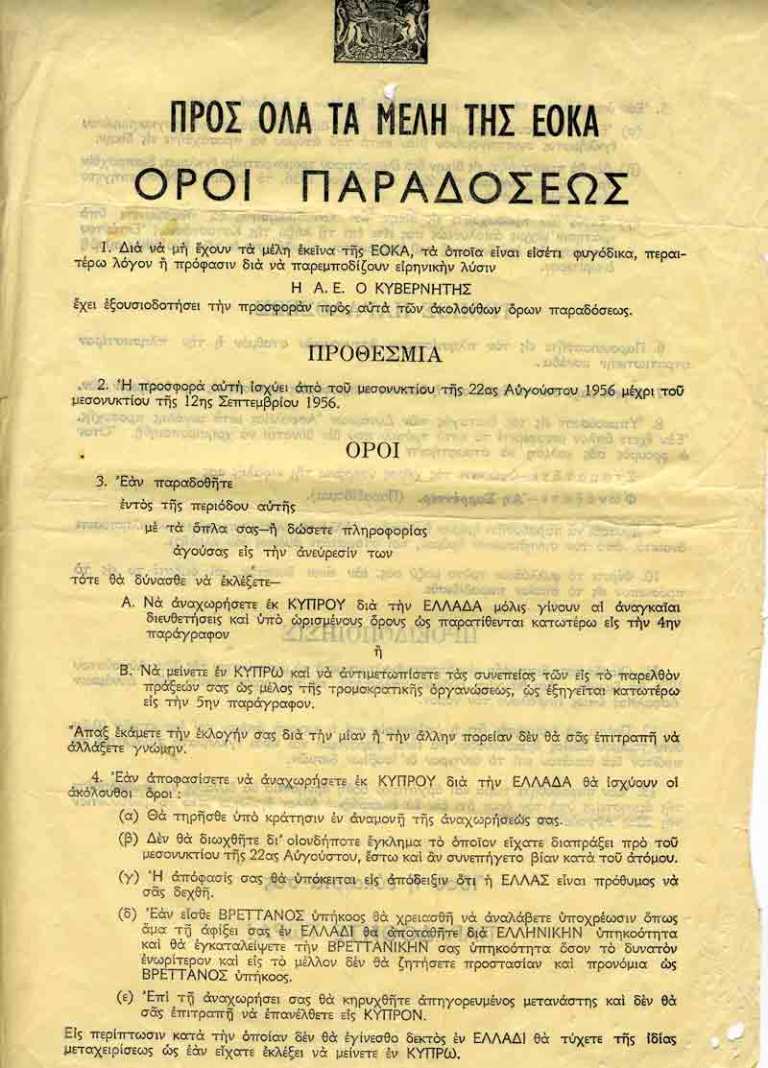 ΠΡΟΣ ΟΛΑ ΤΑ ΜΕΛΗ ΤΗΣ ΕΟΚΑ
ΟΡΟΙ ΠΑΡΑΔΟΣΕΩΣ
1. Διὰ νὰ μὴ ἔχουν τὰ μέλη ἐκεῖνα τῆς ΕΟΚΑ, τὰ ὁποῖα εἶναι εἰσέτι φυγόδικα, περαι-
τέρω λόγον ἢ πρόφασιν διὰ νὰ παρεμποδίζουν εἰρηνικὴν λύσιν
Η Α. Ε. Ο ΚΥΒΕΡΝΗΤΗΣ
ἔχει ἐξουσιοδοτήσει τὴν προσφορὰν πρὸς αὐτὰ τῶν ἀκολούθων ὅρων παραδόσεως.
ΠΡΟΘΕΣΜΙΑ
2. Ἡ προσφορὰ αὐτὴ ἰσχύει ἀπὸ τοῦ μεσονυκτίου τῆς 22ας Αὐγούστου 1956 μέχρι τοῦ
μεσονυκτίου τῆς 12ης Σεπτεμβρίου 1956.
ΟΡΟΙ
3. Ἐὰν παραδοθῆτε
ἐντὸς τῆς περιόδου αὐτῆς
μὲ τὰ ὅπλα σας—ἢ δώσετε πληροφορίας
ἀγούσας εἰς τὴν ἀνεύρεσίν των
τότε θὰ δύνασθε νὰ ἐκλέξετε—
Α. Νὰ ἀναχωρήσετε ἐκ ΚΥΠΡΟΥ διὰ τὴν ΕΛΛΑΔΑ μόλις γίνουν αἱ ἀναγκαῖαι
διευθετήσεις καὶ ὑπὸ ὡρισμένους ὅρους ὡς παρατίθενται κατωτέρω εἰς τὴν 4ην
παράγραφον
ἢ
Β. Νὰ μείνετε ἐν ΚΥΠΡΩ καὶ νὰ ἀντιμετωπίσετε τὰς συνεπείας τῶν εἰς τὸ παρελθὸν
πράξεών σας ὡς μέλος τῆς τρομοκρατικῆς ὀργανώσεως, ὡς ἐξηγεῖται κατωτέρω
εἰς τὴν 5ην παράγραφον.
Ἅπαξ ἐκάμετε τὴν ἐκλογήν σας διὰ τὴν μίαν ἢ τὴν ἄλλην πορείαν δὲν θὰ σᾶς ἐπιτραπῆ νὰ
ἀλλάξετε γνώμην.
4. Ἐὰν ἀποφασίσετε νὰ ἀναχωρήσετε ἐκ ΚΥΠΡΟΥ διὰ τὴν ΕΛΛΑΔΑ θὰ ἰσχύουν οἱ
ἀκόλουθοι ὅροι :
(α) Θὰ τηρῆσθε ὑπὸ κράτησιν ἐν ἀναμονῇ τῆς ἀναχωρήσεώς σας.
(β) Δὲν θὰ διωχθῆτε δι' οἱονδήποτε ἔγκλημα τὸ ὁποῖον εἴχατε διαπράξει πρὸ τοῦ
μεσονυκτίου τῆς 22ας Αὐγούστου, ἔστω καὶ ἂν συνεπήγετο βίαν κατὰ τοῦ ἀτόμου.
(γ) Ἡ ἀπόφασίς σας θὰ ὑπόκειται εἰς ἀπόδειξιν ὅτι ἡ ΕΛΛΑΣ εἶναι πρόθυμος νὰ
σᾶς δεχθῆ.
(δ) Ἐὰν εἶσθε ΒΡΕΤΤΑΝΟΣ ὑπήκοος θὰ χρειασθῆ νὰ ἀναλάβετε ὑποχρέωσιν ὅπως
ἅμα τῇ ἀφίξει σας ἐν ΕΛΛΑΔΙ θα ἀποταθῆτε διὰ ΕΛΛΗΝΙΚΗΝ ὑπηκοότητα
καὶ θὰ ἐγκαταλείψετε τὴν ΒΡΕΤΤΑΝΙΚΗΝ σας ὑπηκοότητα ὅσον τὸ δυνατὸν
ἐνωρίτερον καὶ εἰς τὸ μέλλον δὲν θὰ ζητήσετε προστασίαν καὶ προνόμια ὡς
ΒΡΕΤΤΑΝΟΣ ὑπήκοος.
(ε) Ἐπὶ τῇ ἀναχωρήσει σας θὰ κηρυχθῆτε ἀπηγορευμένος μετανάστης καὶ δὲν θὰ
σᾶς ἐπιτραπῆ νὰ ἐπανέλθετε εἰς ΚΥΠΡΟΝ.
Εἰς περίπτωσιν κατὰ τὴν ὁποίαν δὲν θὰ ἐγίνεσθο δεκτὸς ἐν ΕΛΛΑΔΙ θὰ τύχετε τῆς ἰδίας
μεταχειρίσεως ὡς ἐὰν εἴχατε ἐκλέξει νὰ μείνετε ἐν ΚΥΠΡΩ.